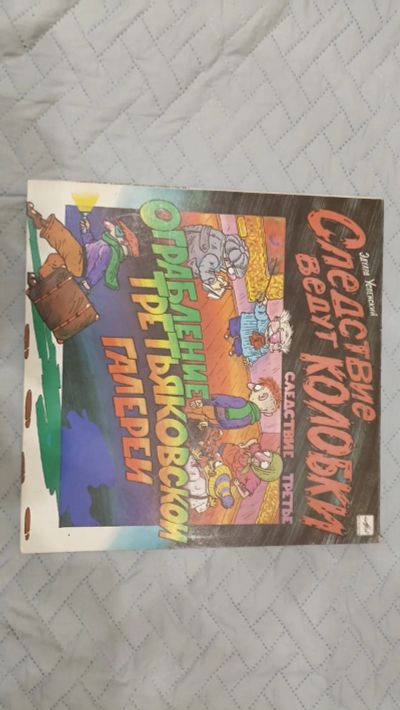 Эдуард Успенский
Следствие
ведут Колобки
Следствие третье
Ограбление
Третьяковской
Галереи